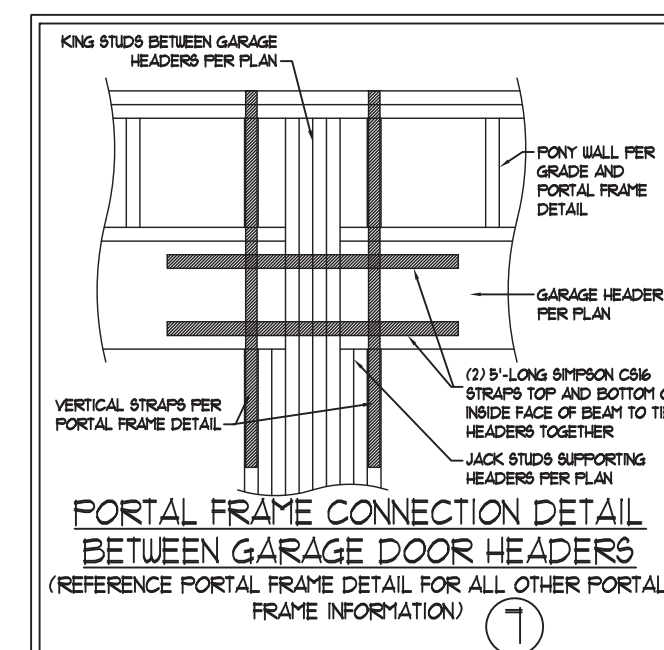 KING STUDS BETWEEN GARAGE
HEADERS PER PLAN
PONY WALL PER
GRADE AND
PORTAL FRAME
DETAIL
GARAGE HEADER
PER PLAN
(2) 5'-LONG SIMPSON CS16
STRAPS TOP AND BOTTOM
INSIDE FACE OF BEAM TO
HEADERS TOGETHER
VERTICAL STRAPS PER
PORTAL FRAME DETAIL
JACK STUDS SUPPORTING
HEADERS PER PLAN
PORTAL FRAME CONNECTION DETAIL
BETWEEN GARAGE DOOR HEADERS
(REFERENCE PORTAL FRAME DETAIL FOR ALL OTHER PORTAL
FRAME INFORMATION)
7